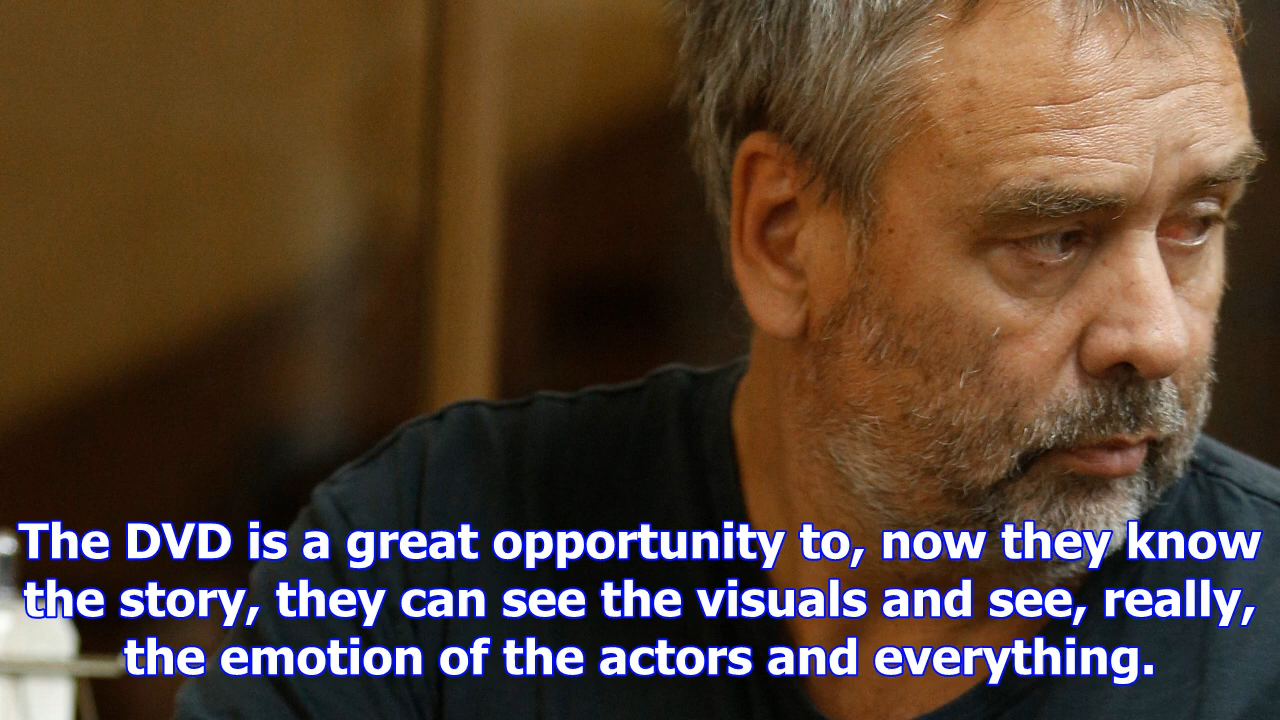 The DVD is a great opportunity to, now they know
the story, they can see the visuals and see, really,
the emotion of the actors and everything.